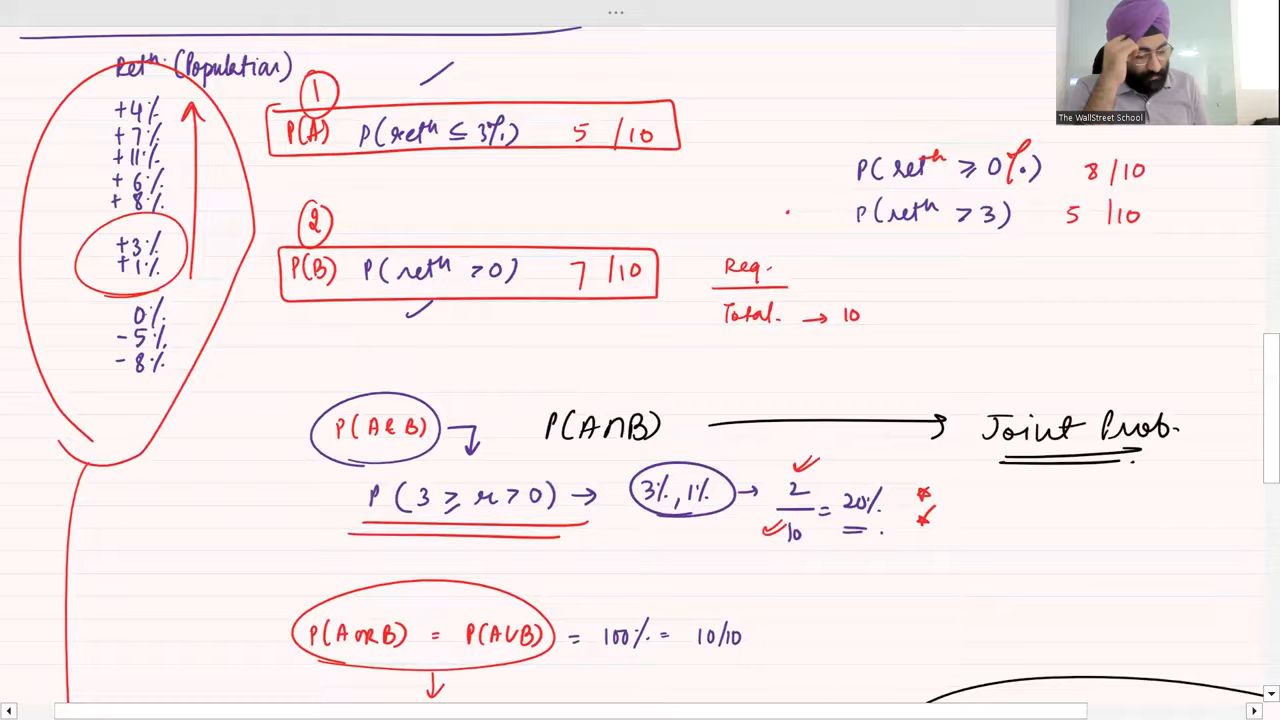 Retⁿ. (Population)
+4%
+7%
+11%
+6%
+8%
+3%
+1%
0%
-5%
-8%
1
P(A) P(retⁿ ≤ 3%) 5 /10
2
P(B) P(retⁿ >0) 7 /10
P(retⁿ ≥ 0%) 8 /10
P(retⁿ >3) 5 /10
Req.
Total. → 10
P(A & B) P(A∩B) → Joint Prob.
P (3 ≥ r > 0) → 3%, 1% → 2/10 = 20%
P(A or B) = P(A∪B) = 100% = 10/10
The WallStreet School